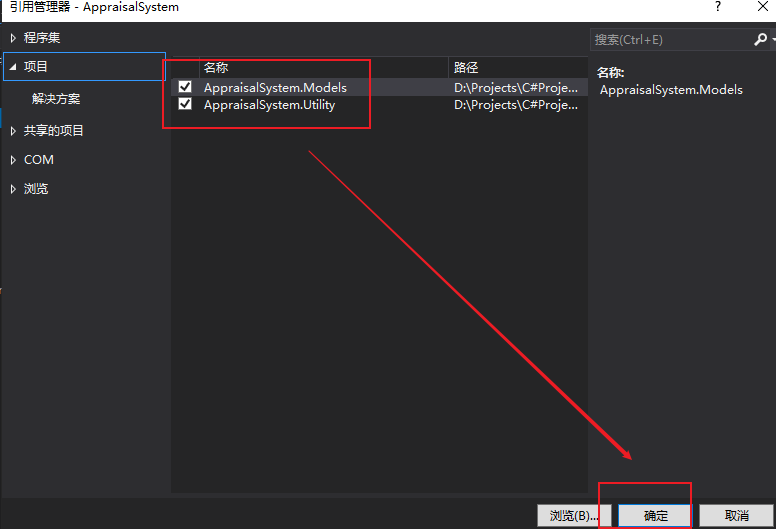 引用管理器 - AppraisalSystem
? 
程序集
项目
解决方案
共享的项目
COM
浏览
名称 路径
AppraisalSystem.Models D:\Projects\C#Proje...
AppraisalSystem.Utility D:\Projects\C#Proje...
搜索(Ctrl+E)
名称:
AppraisalSystem.Models
浏览(B)... 确定 取消